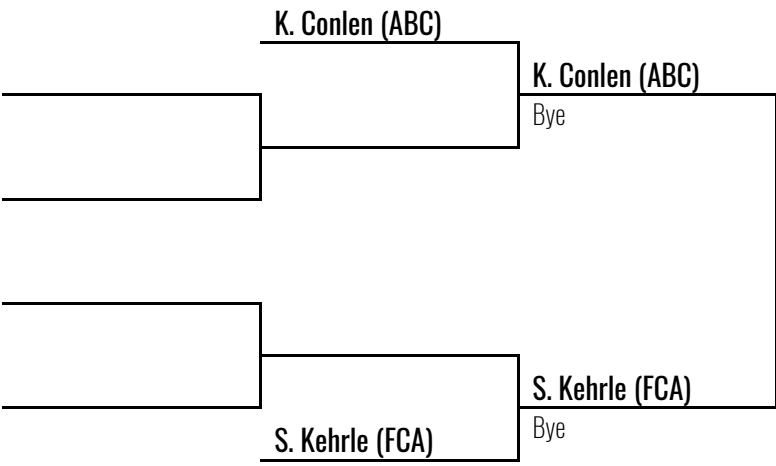 K. Conlen (ABC)
K. Conlen (ABC)
Bye
S. Kehrle (FCA)
Bye
S. Kehrle (FCA)